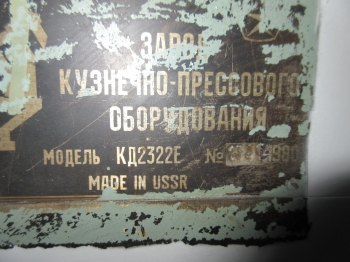 ЗАВОД
КУЗНЕЧНО-ПРЕССОВОГО
ОБОРУДОВАНИЯ
МОДЕЛЬ КД2322Е №
MADE IN USSR